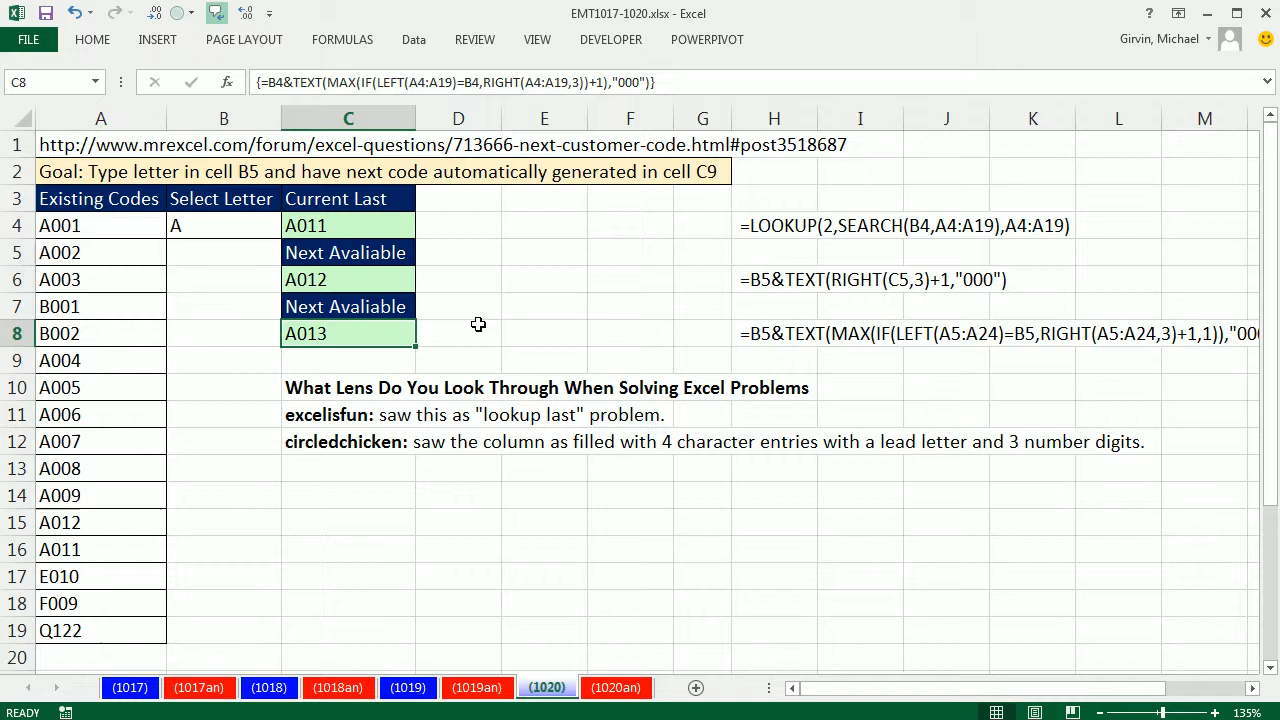 EMT1017-1020.xlsx - Excel
FILE HOME INSERT PAGE LAYOUT FORMULAS Data REVIEW VIEW DEVELOPER POWERPIVOT Girvin, Michael
C8 {=B4&TEXT(MAX(IF(LEFT(A4:A19)=B4,RIGHT(A4:A19,3))+1),"000")}
A B C D E F G H I J K L M
1 http://www.mrexcel.com/forum/excel-questions/713666-next-customer-code.html#post3518687
2 Goal: Type letter in cell B5 and have next code automatically generated in cell C9
3 Existing Codes Select Letter Current Last
4 A001 A A011 =LOOKUP(2,SEARCH(B4,A4:A19),A4:A19)
5 A002 Next Avaliable
6 A003 A012 =B5&TEXT(RIGHT(C5,3)+1,"000")
7 B001 Next Avaliable
8 B002 A013 =B5&TEXT(MAX(IF(LEFT(A5:A24)=B5,RIGHT(A5:A24,3)+1,1)),"000
9 A004
10 A005 What Lens Do You Look Through When Solving Excel Problems
11 A006 excelisfun: saw this as "lookup last" problem.
12 A007 circledchicken: saw the column as filled with 4 character entries with a lead letter and 3 number digits.
13 A008
14 A009
15 A012
16 A011
17 E010
18 F009
19 Q122
20
(1017) (1017an) (1018) (1018an) (1019) (1019an) (1020) (1020an)
READY 135%